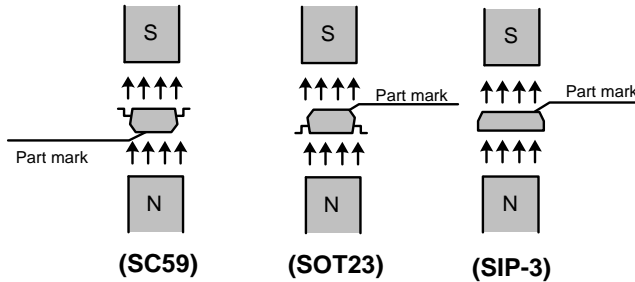 S S S
Part mark Part mark
Part mark
N N N
(SC59) (SOT23) (SIP-3)